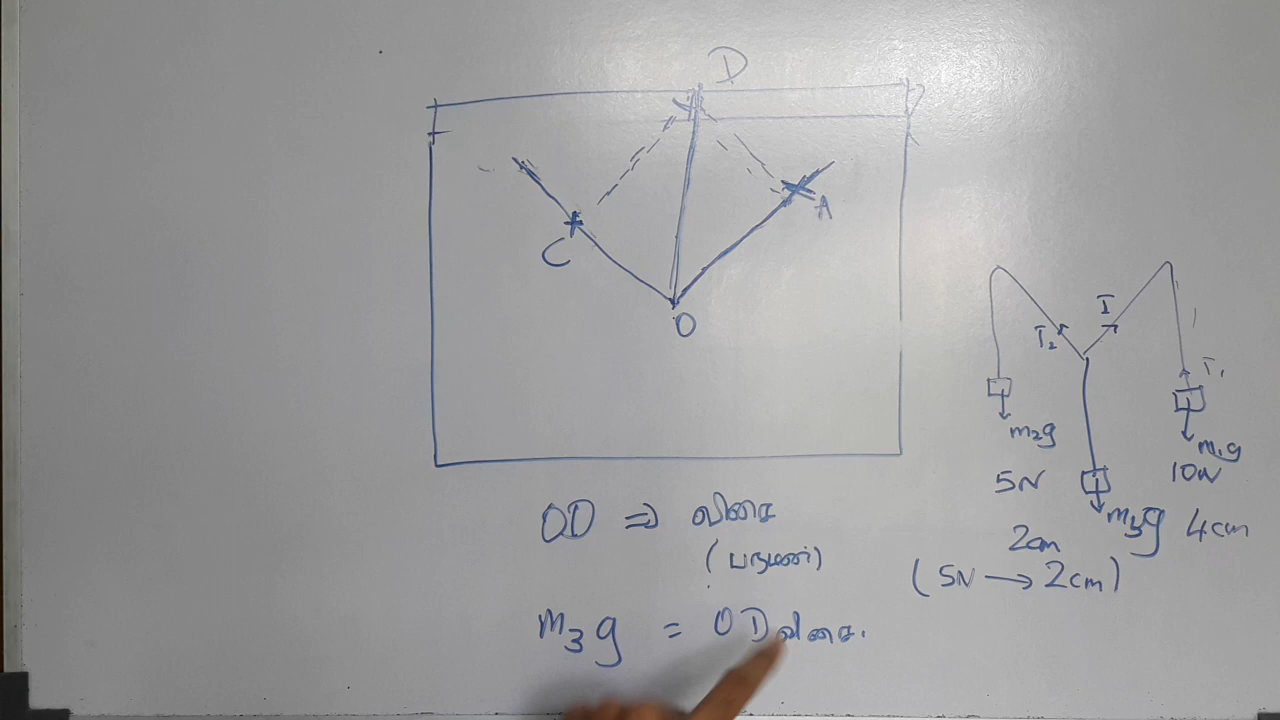 D
A
C
O
T₂
I
T₁
m₂g
m₁g
5N
10N
m₃g
4cm
2cm
(5N → 2cm)
OD ⇒ விசை
(பருமன்)
m₃g = OD விசை.